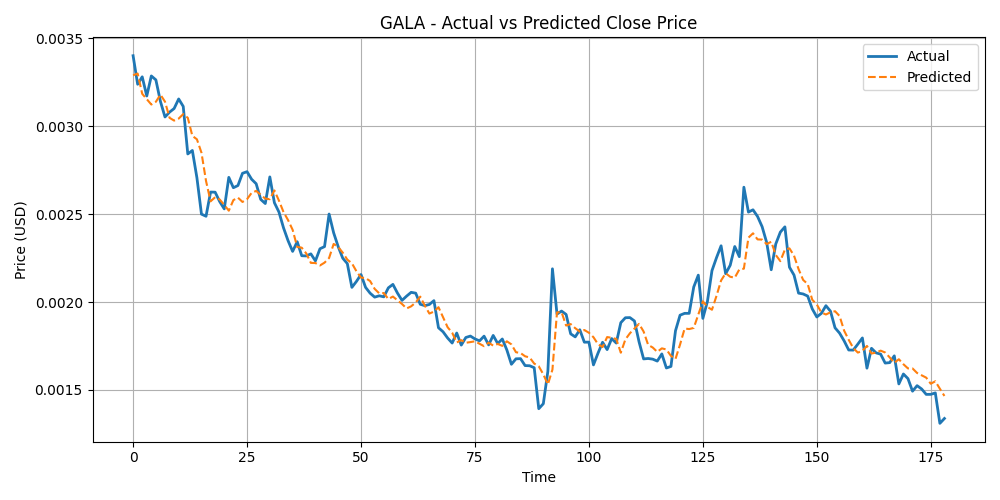 GALA - Actual vs Predicted Close Price
Actual
Predicted
Price (USD)
0.0035
0.0030
0.0025
0.0020
0.0015
0 25 50 75 100 125 150 175
Time